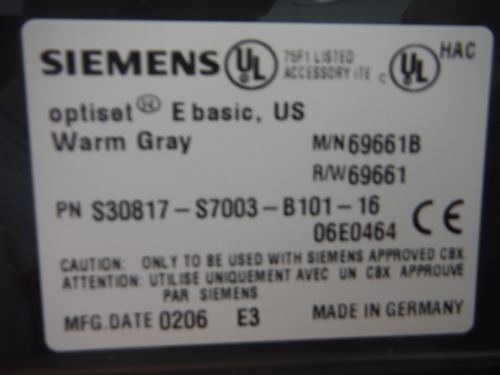 SIEMENS UL 75F1 LISTED ACCESSORY ITE C UL HAC
optiset® E basic, US
Warm Gray M/N 69661B
R/W 69661
PN S30817-S7003-B101-16
06E0464 CE
CAUTION: ONLY TO BE USED WITH SIEMENS APPROVED CBX.
ATTENTION: UTILISE UNIQUEMENT AVEC UN CBX APPROUVE
PAR SIEMENS
MFG.DATE 0206 E3 MADE IN GERMANY